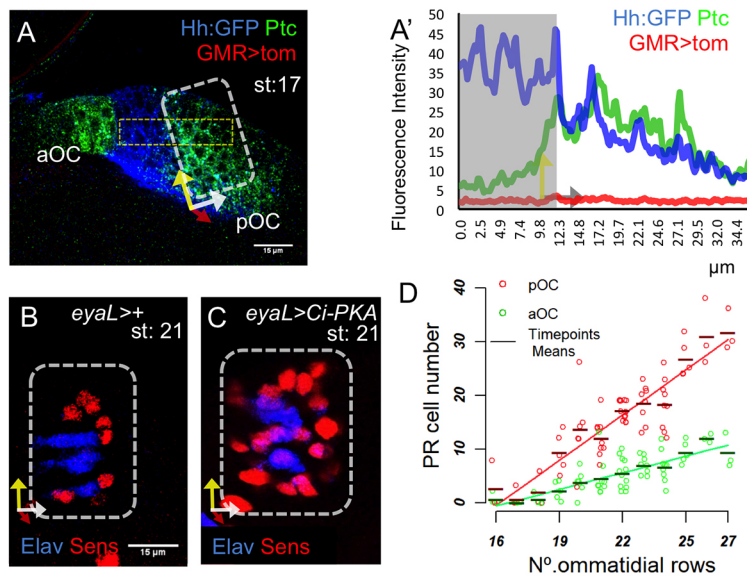 A
Hh:GFP Ptc
GMR>tom
st:17
aOC
pOC
15 µm
A'
Hh:GFP Ptc
GMR>tom
Fluorescence Intensity
50
45
40
35
30
25
20
15
10
5
0
0.0 2.5 4.9 7.4 9.8 12.3 14.8 17.2 19.7 22.1 24.6 27.1 29.5 32.0 34.5
µm
B
eyaL>+
st: 21
Elav Sens
15 µm
C
eyaL>Ci-PKA
st: 21
Elav Sens
D
pOC
aOC
Timepoints
Means
PR cell number
40
30
20
10
0
16 19 22 25 27
Nº.ommatidial rows